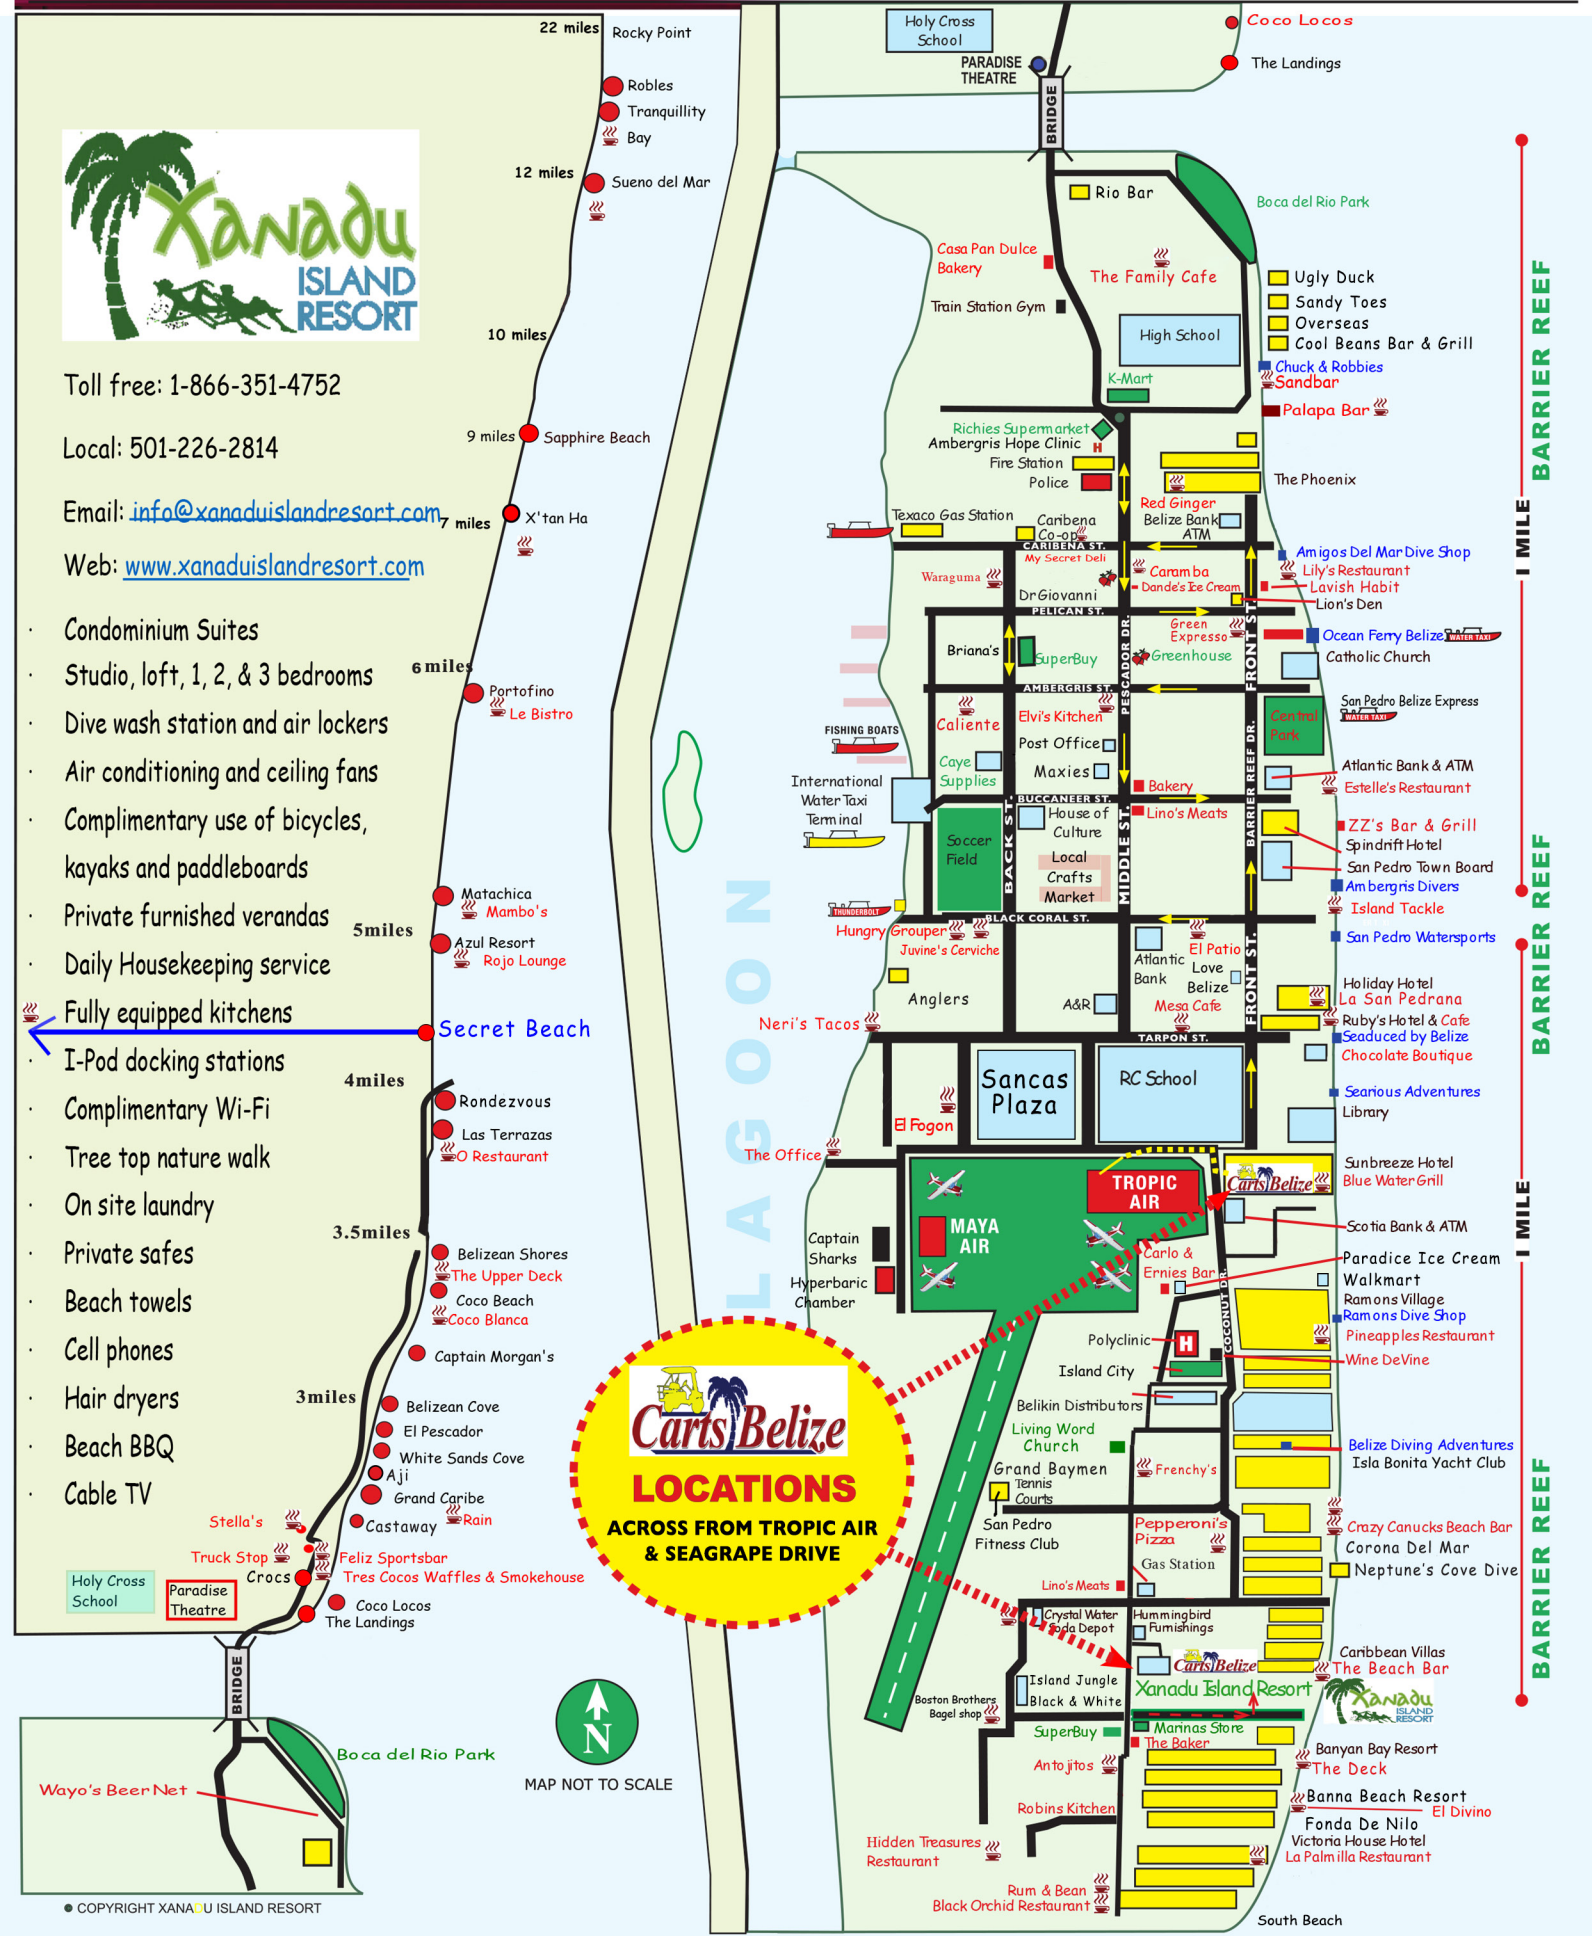 22 miles
Rocky Point
Robles
Tranquillity
Bay
12 miles
Sueno del Mar
Xanadu
ISLAND
RESORT
10 miles
Toll free: 1-866-351-4752
Local: 501-226-2814
9 miles
Sapphire Beach
Email: info@xanaduislandresort.com
7 miles
X'tan Ha
Web: www.xanaduislandresort.com
· Condominium Suites
· Studio, loft, 1, 2, & 3 bedrooms
6 miles
Portofino
Le Bistro
· Dive wash station and air lockers
· Air conditioning and ceiling fans
· Complimentary use of bicycles,
kayaks and paddleboards
· Private furnished verandas
Matachica
Mambo's
5miles
Azul Resort
Rojo Lounge
· Daily Housekeeping service
· Fully equipped kitchens
Secret Beach
· I-Pod docking stations
4miles
Rondezvous
· Complimentary Wi-Fi
Las Terrazas
O Restaurant
· Tree top nature walk
· On site laundry
3.5miles
· Private safes
Belizean Shores
The Upper Deck
· Beach towels
Coco Beach
Coco Blanca
· Cell phones
Captain Morgan's
· Hair dryers
3miles
Belizean Cove
El Pescador
· Beach BBQ
White Sands Cove
Aji
· Cable TV
Grand Caribe
Rain
Stella's
Castaway
Truck Stop
Feliz Sportsbar
Crocs
Tres Cocos Waffles & Smokehouse
Holy Cross
School
Paradise
Theatre
Coco Locos
The Landings
BRIDGE
Boca del Rio Park
Wayo's Beer Net
COPYRIGHT XANADU ISLAND RESORT
N
MAP NOT TO SCALE
LAGOON
Carts Belize
LOCATIONS
ACROSS FROM TROPIC AIR
& SEAGRAPE DRIVE
Holy Cross
School
PARADISE
THEATRE
BRIDGE
Coco Locos
The Landings
Rio Bar
Boca del Rio Park
Casa Pan Dulce
Bakery
The Family Cafe
Train Station Gym
High School
Ugly Duck
Sandy Toes
Overseas
Cool Beans Bar & Grill
Chuck & Robbies
Sandbar
K-Mart
Palapa Bar
Richies Supermarket
Ambergris Hope Clinic
H
Fire Station
Police
The Phoenix
Red Ginger
Texaco Gas Station
Caribena
Co-op
Belize Bank
ATM
CARIBENA ST.
Amigos Del Mar Dive Shop
My Secret Deli
Waraguma
Caramba
Lily's Restaurant
Dande's Ice Cream
Lavish Habit
Dr Giovanni
Lion's Den
PELICAN ST.
Green
Expresso
Ocean Ferry Belize
WATER TAXI
Briana's
SuperBuy
Greenhouse
Catholic Church
PESCADOR DR.
FRONT ST.
AMBERGRIS ST.
San Pedro Belize Express
WATER TAXI
Caliente
Elvi's Kitchen
Central
Park
FISHING BOATS
Post Office
Caye
Supplies
Maxies
Atlantic Bank & ATM
International
Water Taxi
Terminal
Bakery
Estelle's Restaurant
BUCCANEER ST.
BARRIER REEF DR.
Lino's Meats
House of
Culture
ZZ's Bar & Grill
Spindrift Hotel
Soccer
Field
BACK ST.
MIDDLE ST.
Local
Crafts
Market
San Pedro Town Board
Ambergris Divers
THUNDERBOLT
Island Tackle
BLACK CORAL ST.
Hungry Grouper
Juvine's Cerviche
El Patio
San Pedro Watersports
Atlantic
Bank
Love
Belize
FRONT ST.
Anglers
A&R
Mesa Cafe
Holiday Hotel
La San Pedrana
Neri's Tacos
Ruby's Hotel & Cafe
TARPON ST.
Seaduced by Belize
Chocolate Boutique
Sancas
Plaza
RC School
Searious Adventures
El Fogon
Library
The Office
Sunbreeze Hotel
Blue Water Grill
Carts Belize
TROPIC
AIR
MAYA
AIR
Scotia Bank & ATM
Captain
Sharks
Carlo &
Ernies Bar
Paradice Ice Cream
Hyperbaric
Chamber
Walkmart
Ramons Village
Ramons Dive Shop
COCONUT DR.
Pineapples Restaurant
Polyclinic
H
Wine DeVine
Island City
Belikin Distributors
Living Word
Church
Belize Diving Adventures
Isla Bonita Yacht Club
Grand Baymen
Frenchy's
Tennis
Courts
San Pedro
Fitness Club
Pepperoni's
Pizza
Crazy Canucks Beach Bar
Corona Del Mar
Gas Station
Neptune's Cove Dive
Lino's Meats
Crystal Water
Soda Depot
Hummingbird
Furnishings
Carts Belize
Caribbean Villas
The Beach Bar
Island Jungle
Xanadu Island Resort
Xanadu
ISLAND
RESORT
Black & White
Boston Brothers
Bagel shop
Marinas Store
SuperBuy
The Baker
Banyan Bay Resort
The Deck
Antojitos
Banna Beach Resort
El Divino
Robins Kitchen
Fonda De Nilo
Victoria House Hotel
La Palmilla Restaurant
Hidden Treasures
Restaurant
Rum & Bean
Black Orchid Restaurant
South Beach
BARRIER REEF
1 MILE
BARRIER REEF
1 MILE
BARRIER REEF